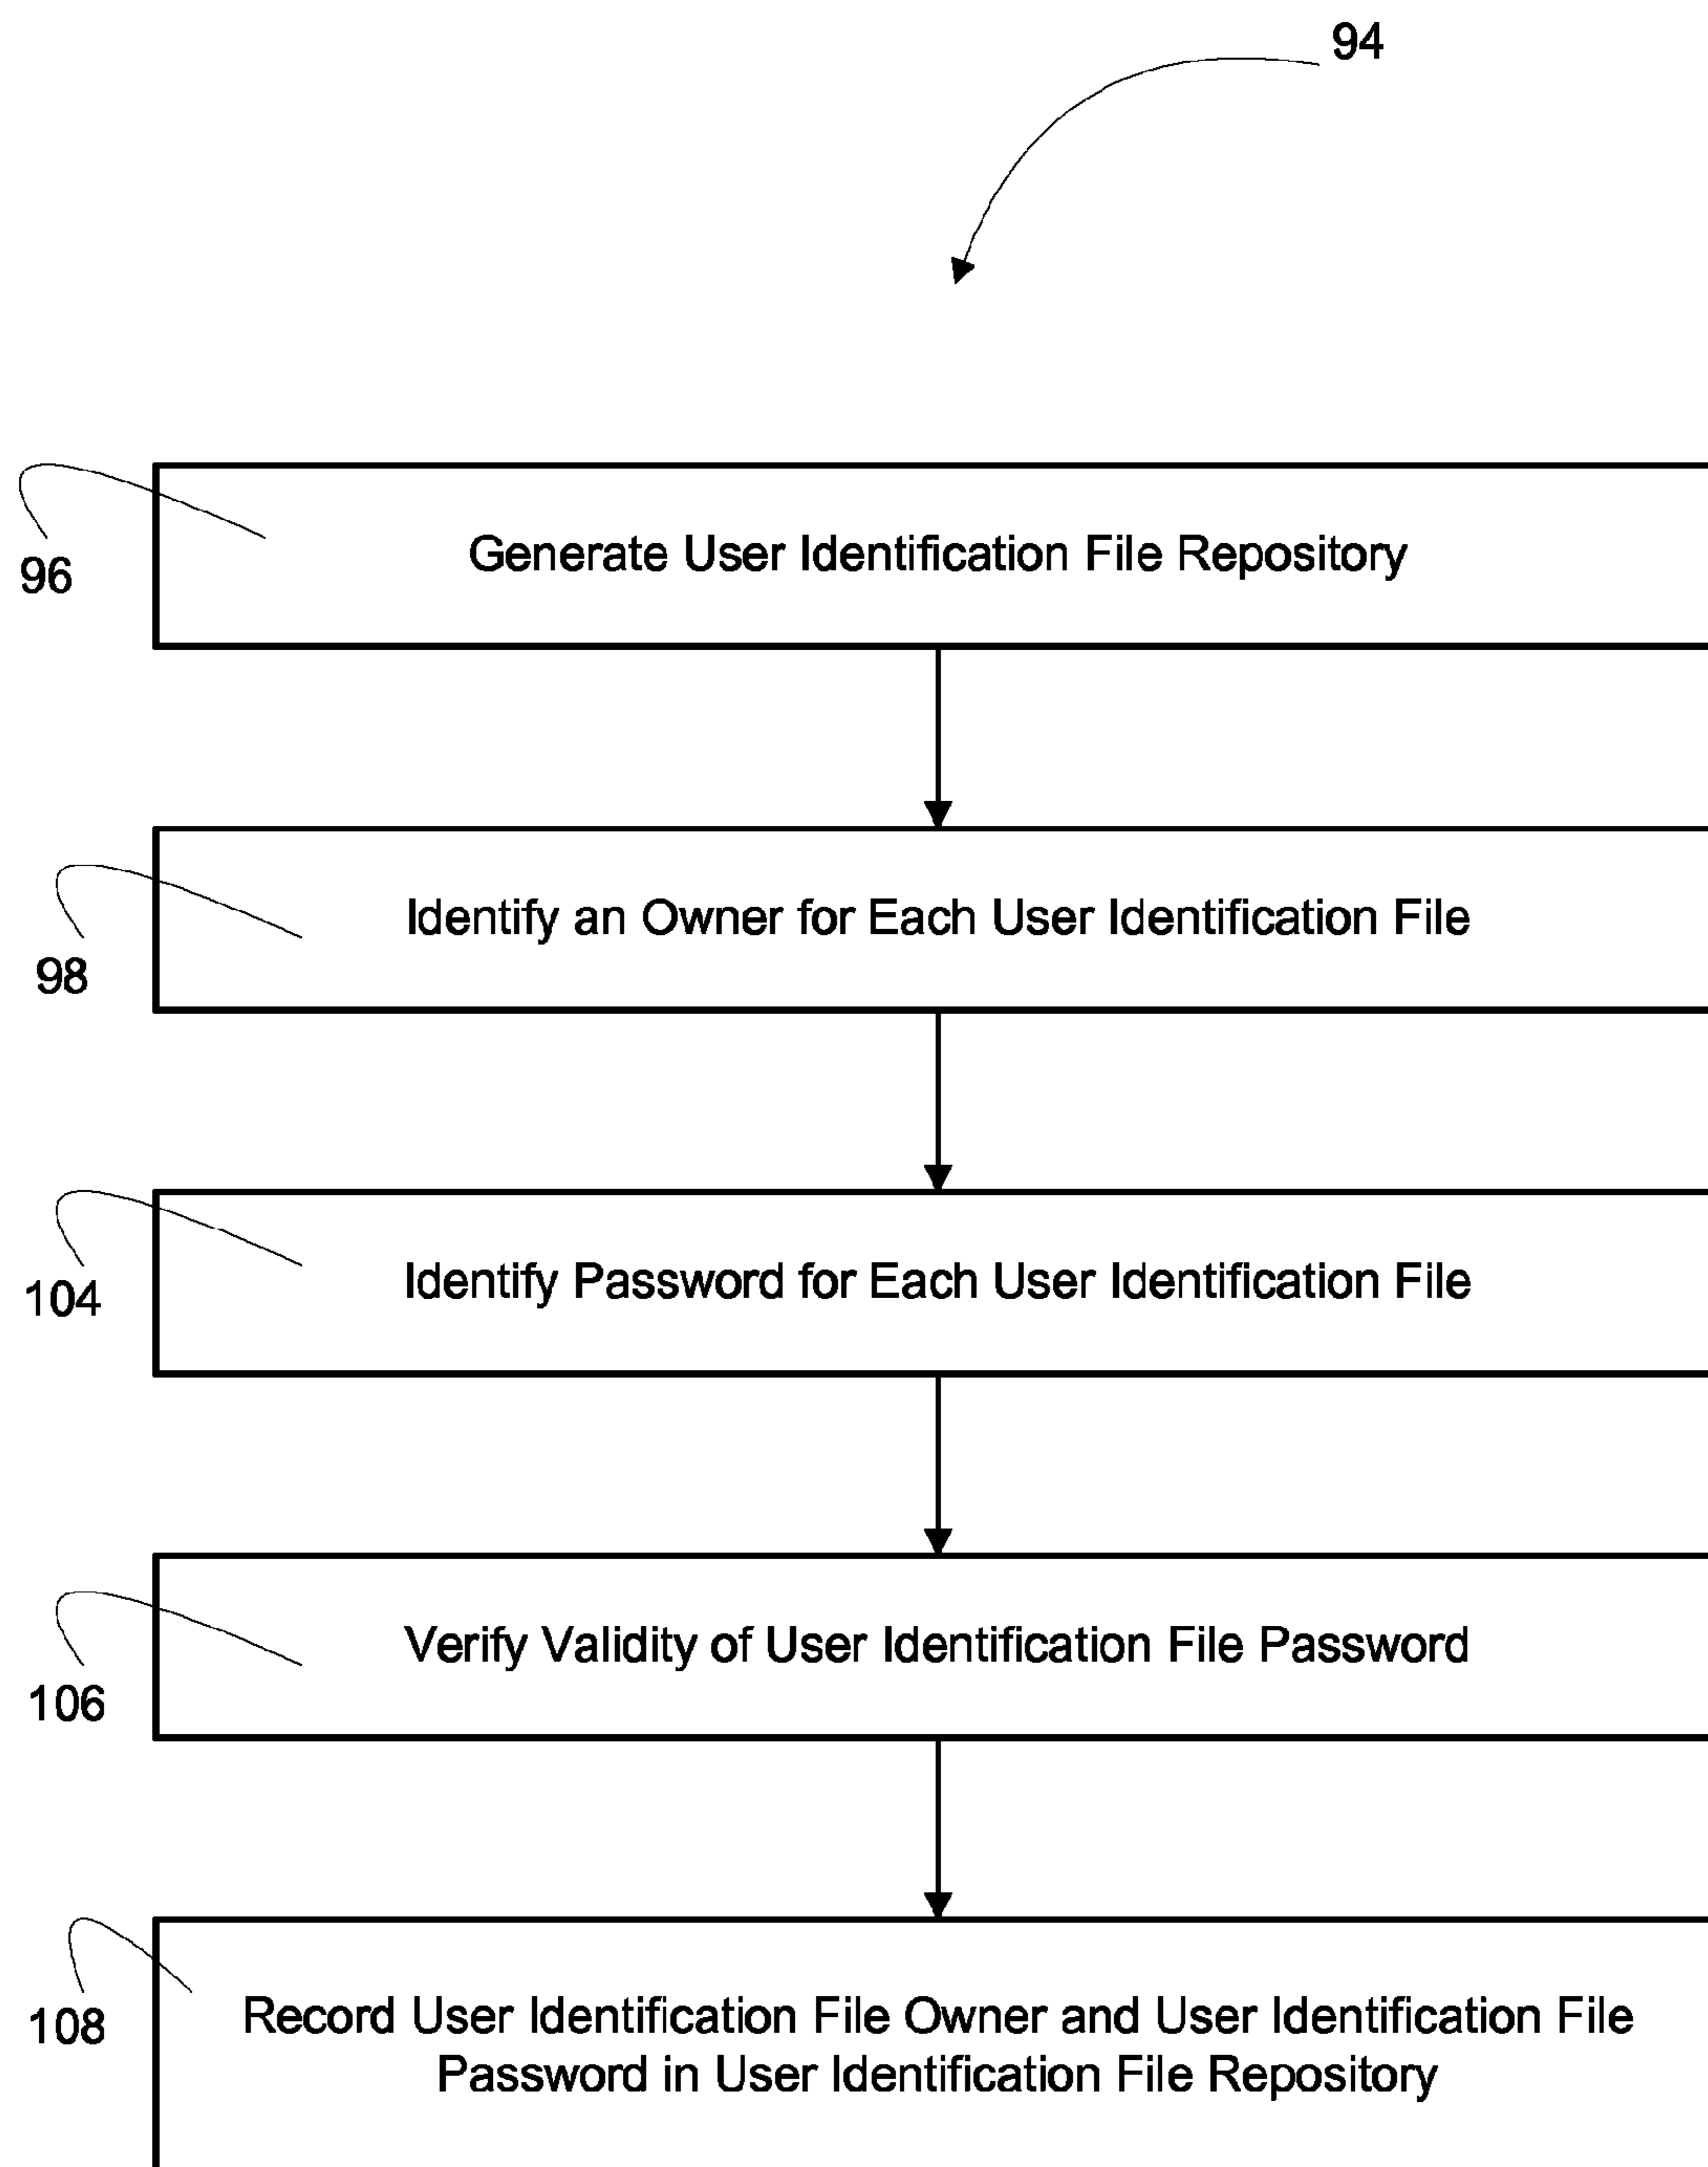 94
Generate User Identification File Repository
96
Identify an Owner for Each User Identification File
98
Identify Password for Each User Identification File
104
Verify Validity of User Identification File Password
106
Record User Identification File Owner and User Identification File
Password in User Identification File Repository
108